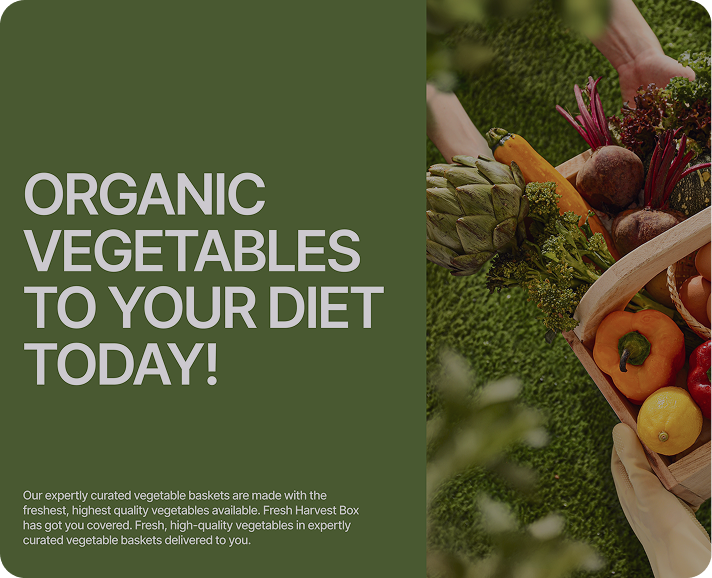 ORGANIC
VEGETABLES
TO YOUR DIET
TODAY!
Our expertly curated vegetable baskets are made with the
freshest, highest quality vegetables available. Fresh Harvest Box
has got you covered. Fresh, high-quality vegetables in expertly
curated vegetable baskets delivered to you.